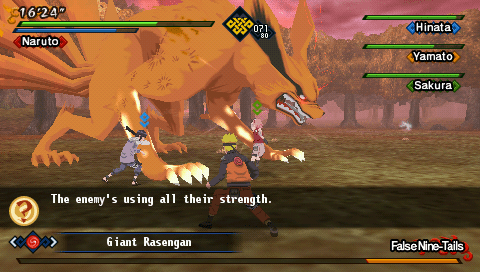 16'24"
071
80
Naruto
Hinata
Yamato
Sakura
The enemy's using all their strength.
?
Giant Rasengan
False Nine-Tails